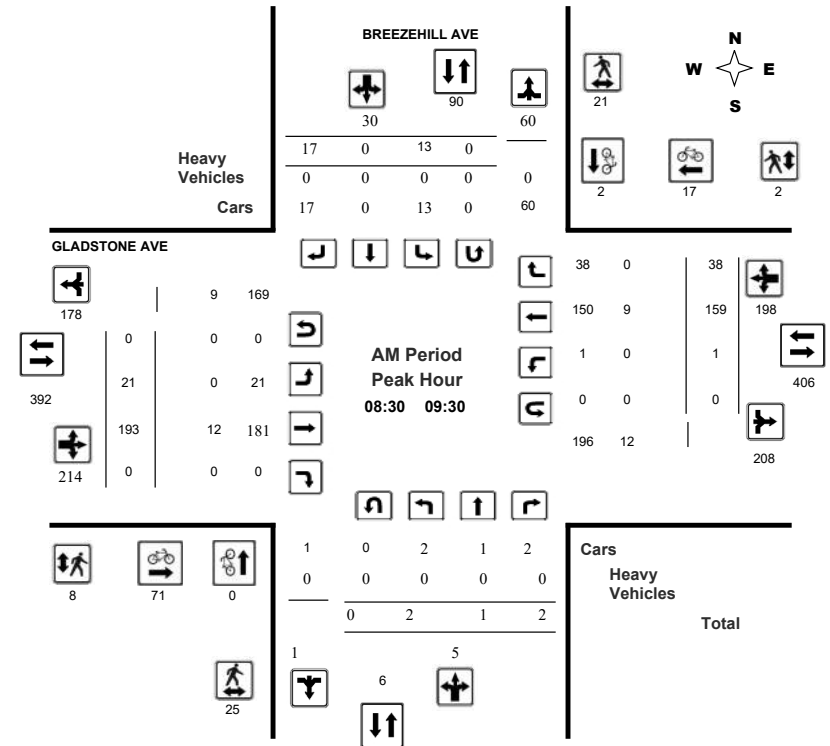 BREEZEHILL AVE
N
W E
S
30
90
60
21
17 0 13 0
Heavy
Vehicles
0 0 0 0 0
Cars
17 0 13 0 60
2
17
2
GLADSTONE AVE
178
9 169
0 0 0
21 0 21
193 12 181
0 0 0
392
214
AM Period
Peak Hour
08:30 09:30
38 0 38
150 9 159
1 0 1
0 0 0
196 12
198
406
208
1 0 2 1 2
Cars
0 0 0 0 0
Heavy
Vehicles
0 2 1 2
Total
8
71
0
1
5
6
25